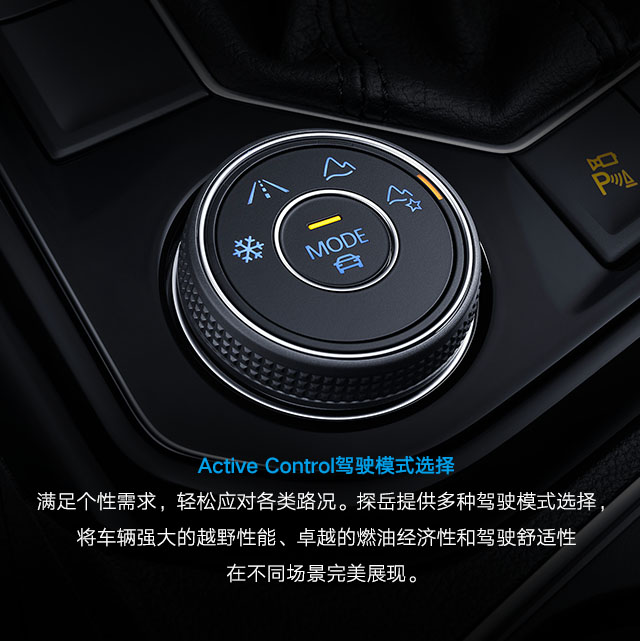 MODE
P
Active Control驾驶模式选择
满足个性需求，轻松应对各类路况。探岳提供多种驾驶模式选择，
将车辆强大的越野性能、卓越的燃油经济性和驾驶舒适性
在不同场景完美展现。